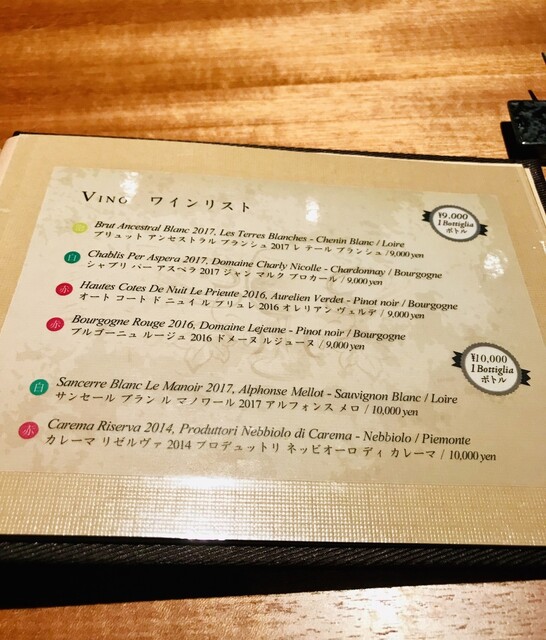 VINO ワインリスト
¥9,000
1 Bottiglia
ボトル
Brut Ancestral Blanc 2017, Les Terres Blanches - Chenin Blanc / Loire
ブリュット アンセストラル ブランシュ 2017 レ テール ブランシュ / 9,000 yen
白 Chablis Per Aspera 2017, Domaine Charly Nicolle - Chardonnay / Bourgogne
シャブリ パー アスペラ 2017 ジャン マルク ブロカール / 9,000 yen
赤 Hautes Cotes De Nuit Le Prieute 2016, Aurelien Verdet - Pinot noir / Bourgogne
オート コート ド ニュイ ル プリュレ 2016 オレリアン ヴェルデ / 9,000 yen
赤 Bourgogne Rouge 2016, Domaine Lejeune - Pinot noir / Bourgogne
ブルゴーニュ ルージュ 2016 ドメーヌ ルジューヌ / 9,000 yen
¥10,000
1 Bottiglia
ボトル
白 Sancerre Blanc Le Manoir 2017, Alphonse Mellot - Sauvignon Blanc / Loire
サンセール ブラン ル マノワール 2017 アルフォンス メロ / 10,000 yen
赤 Carema Riserva 2014, Produttori Nebbiolo di Carema - Nebbiolo / Piemonte
カレーマ リゼルヴァ 2014 プロデュットリ ネッビオーロ ディ カレーマ / 10,000 yen